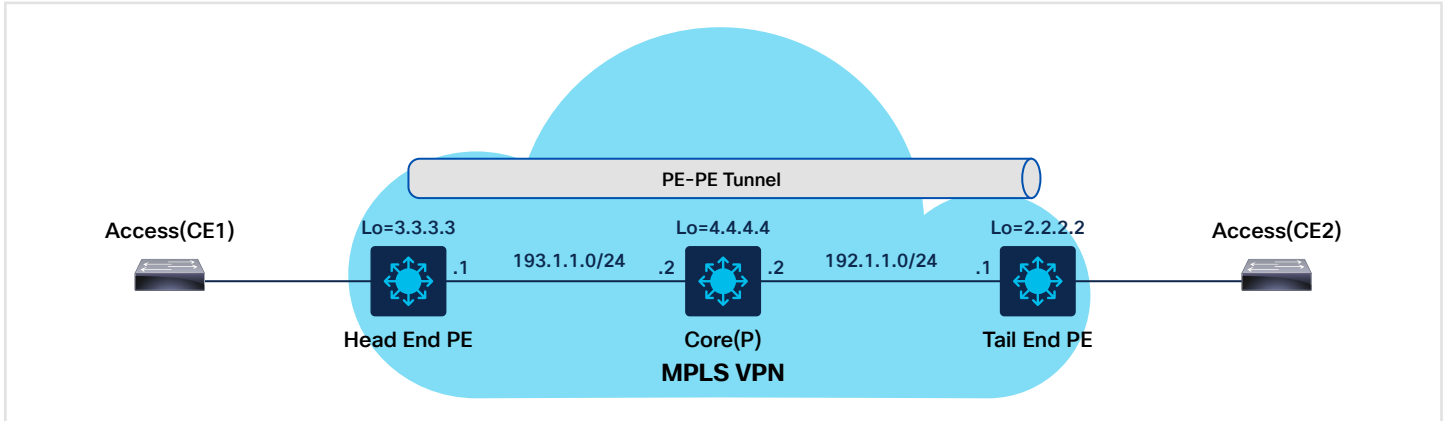 PE-PE Tunnel
Access(CE1)
Lo=3.3.3.3
Lo=4.4.4.4
Lo=2.2.2.2
Access(CE2)
.1
193.1.1.0/24
.2
.2
192.1.1.0/24
.1
Head End PE
Core(P)
Tail End PE
MPLS VPN